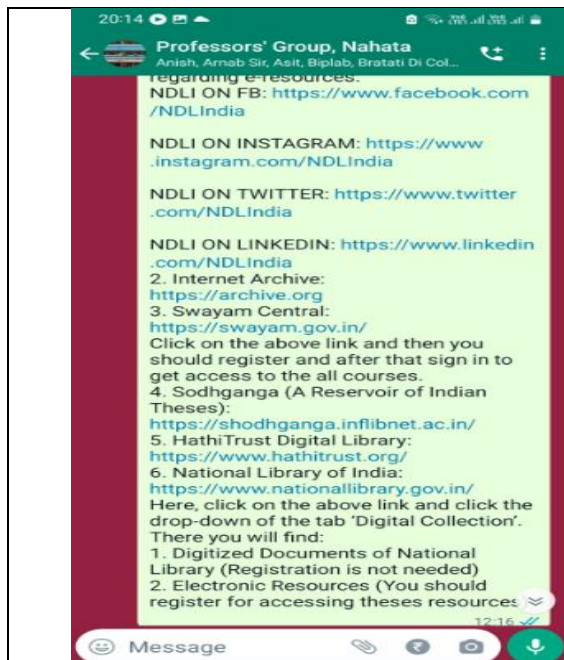 20:14
Professors' Group, Nahata
Anish, Arnab Sir, Asit, Biplab, Bratati Di Col...
regarding e-resources.
NDLI ON FB: https://www.facebook.com
/NDLIndia
NDLI ON INSTAGRAM: https://www
.instagram.com/NDLIndia
NDLI ON TWITTER: https://www.twitter
.com/NDLIndia
NDLI ON LINKEDIN: https://www.linkedin
.com/NDLIndia
2. Internet Archive:
https://archive.org
3. Swayam Central:
https://swayam.gov.in/
Click on the above link and then you
should register and after that sign in to
get access to the all courses.
4. Sodhganga (A Reservoir of Indian
Theses):
https://shodhganga.inflibnet.ac.in/
5. HathiTrust Digital Library:
https://www.hathitrust.org/
6. National Library of India:
https://www.nationallibrary.gov.in/
Here, click on the above link and click the
drop-down of the tab 'Digital Collection'.
There you will find:
1. Digitized Documents of National
Library (Registration is not needed)
2. Electronic Resources (You should
register for accessing theses resources
12:16
Message